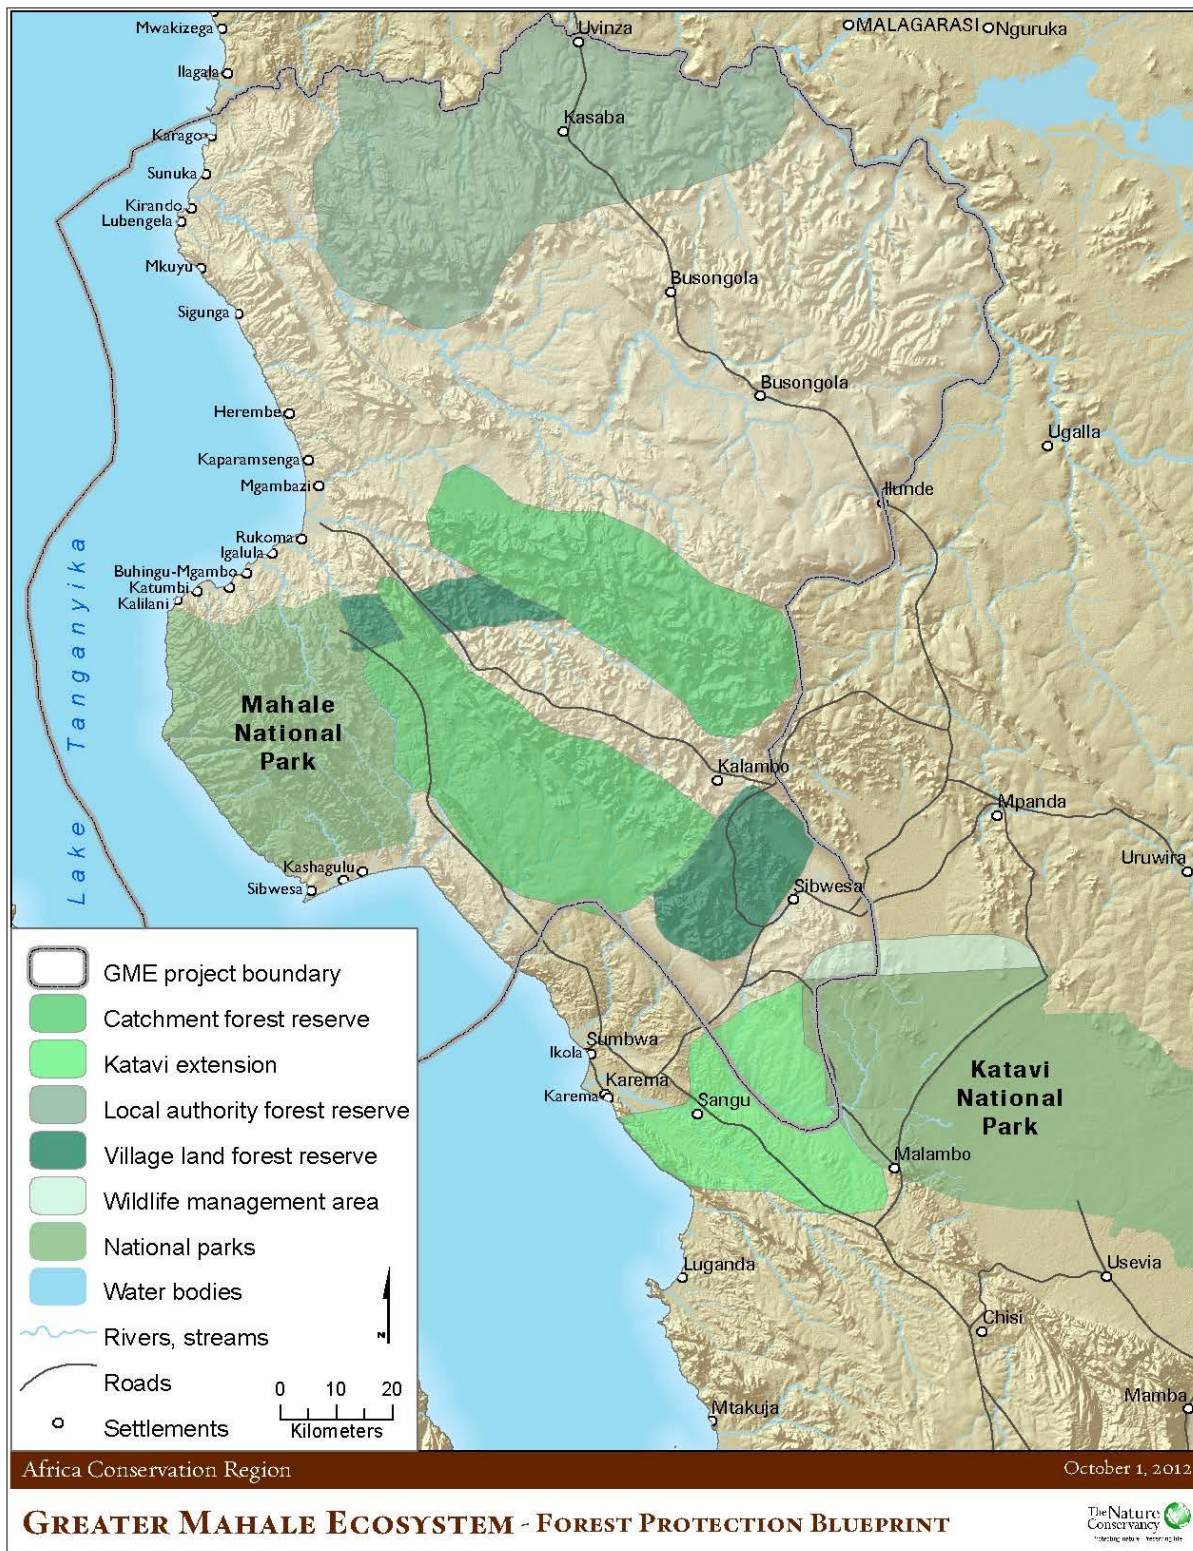 Mwakizega
Uvinza
MALAGARASI
Nguruka
Ilagala
Kasaba
Karago
Sunuka
Kirando
Lubengela
Mkuyu
Busongola
Sigunga
Busongola
Herembe
Ugalla
Kaparamsenga
Mgambazi
Ilunde
Rukoma
Igalula
Buhingu-Mgambo
Katumbi
Kalilani
Lake Tanganyika
Mahale
National
Park
Kalambo
Mpanda
Uruwira
Kashagulu
Sibwesa
Sibwesa
Sumbwa
Ikola
Karema
Karema
Sangu
Katavi
National
Park
Malambo
Luganda
Usevia
Chisi
Mamba
Mtakuja
GME project boundary
Catchment forest reserve
Katavi extension
Local authority forest reserve
Village land forest reserve
Wildlife management area
National parks
Water bodies
Rivers, streams
Roads
Settlements
N
0 10 20
Kilometers
Africa Conservation Region
October 1, 2012
GREATER MAHALE ECOSYSTEM - FOREST PROTECTION BLUEPRINT
The Nature
Conservancy
Protecting nature. Preserving life.